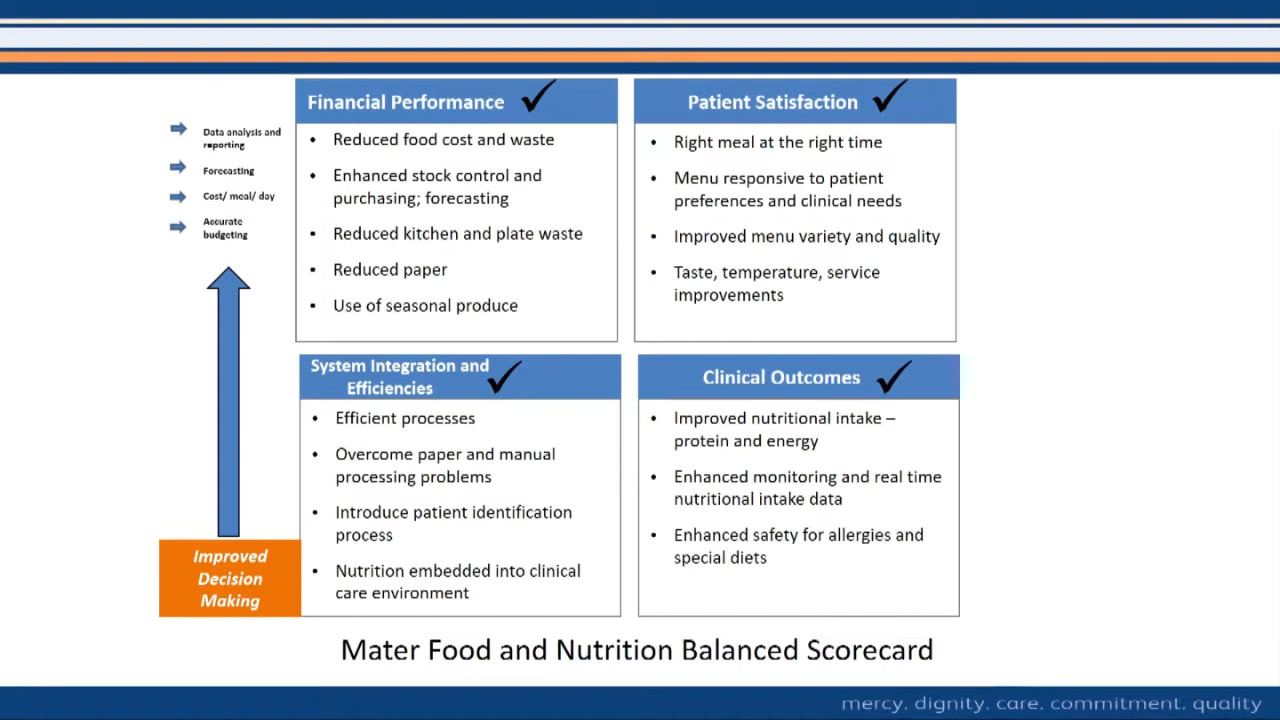 Financial Performance
• Reduced food cost and waste
• Enhanced stock control and
purchasing; forecasting
• Reduced kitchen and plate waste
• Reduced paper
• Use of seasonal produce
Patient Satisfaction
• Right meal at the right time
• Menu responsive to patient
preferences and clinical needs
• Improved menu variety and quality
• Taste, temperature, service
improvements
Data analysis and
reporting
Forecasting
Cost/ meal/ day
Accurate
budgeting
System Integration and
Efficiencies
• Efficient processes
• Overcome paper and manual
processing problems
• Introduce patient identification
process
• Nutrition embedded into clinical
care environment
Clinical Outcomes
• Improved nutritional intake –
protein and energy
• Enhanced monitoring and real time
nutritional intake data
• Enhanced safety for allergies and
special diets
Improved
Decision
Making
Mater Food and Nutrition Balanced Scorecard
mercy. dignity. care. commitment. quality